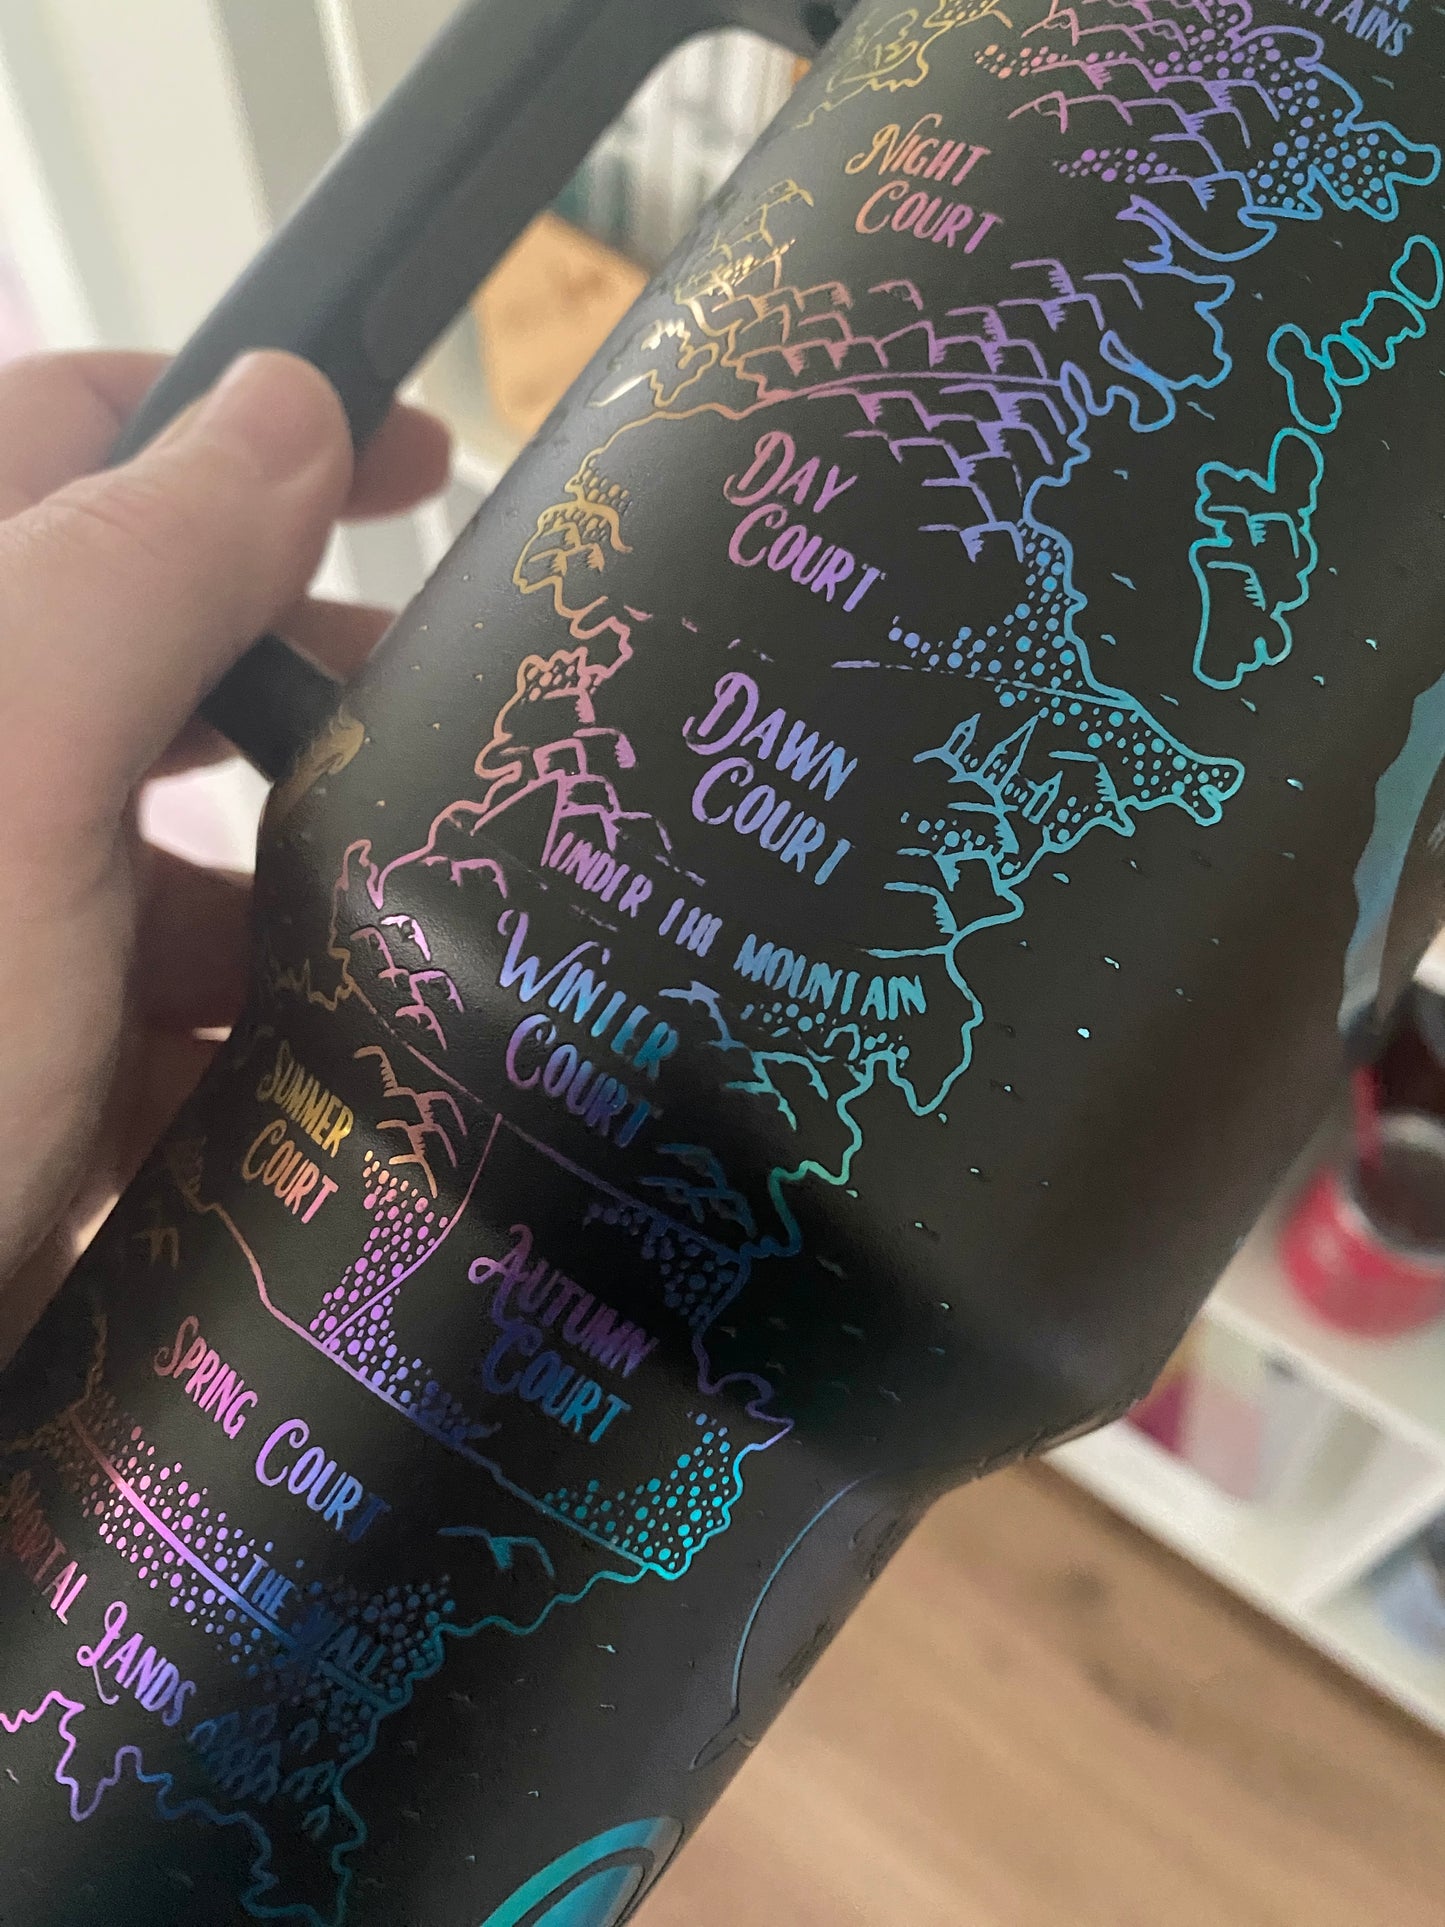 NIGHT
COURT
DAY
COURT
DAWN
COURT
UNDER THE MOUNTAIN
WINTER
COURT
SUMMER
COURT
AUTUMN
COURT
SPRING COURT
THE WALL
LANDS